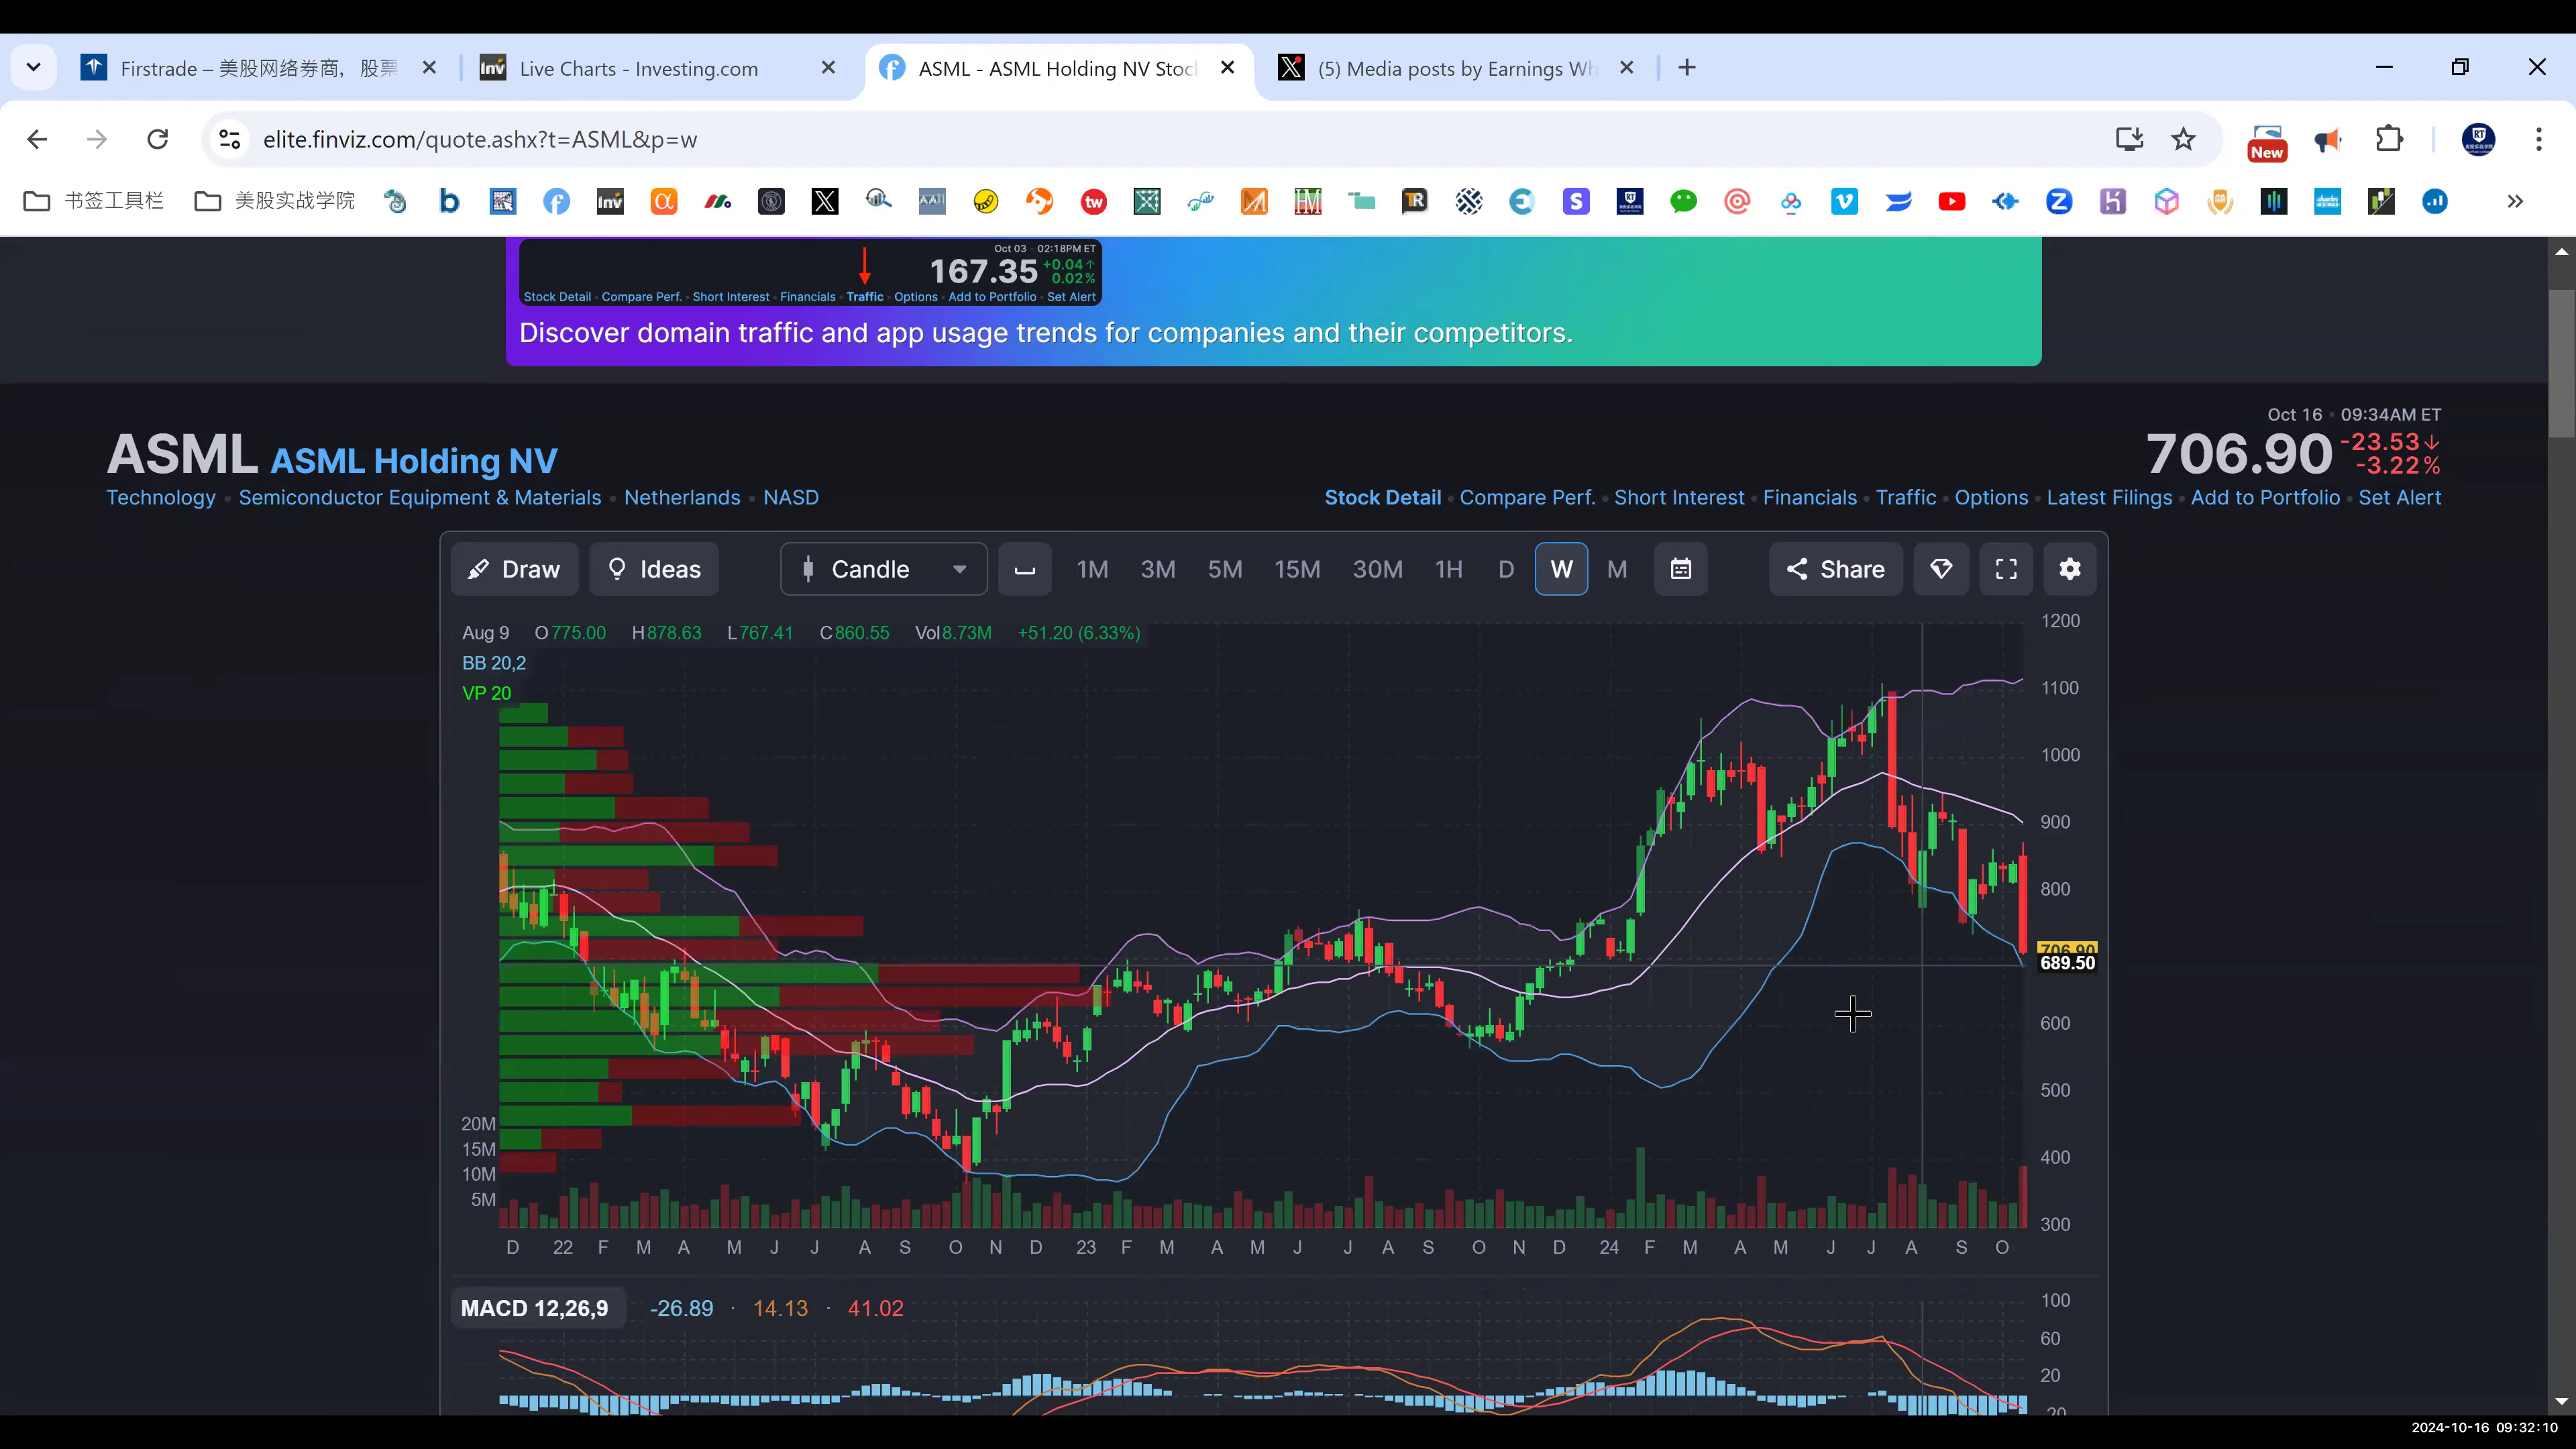 Firstrade – 美股网络券商，股票
Live Charts - Investing.com
ASML - ASML Holding NV Stoc
(5) Media posts by Earnings Wh
elite.finviz.com/quote.ashx?t=ASML&p=w
New
书签工具栏
美股实战学院
Oct 03 02:18PM ET
167.35 +0.04↑ 0.02%
Stock Detail • Compare Perf. • Short Interest • Financials • Traffic • Options • Add to Portfolio • Set Alert
Discover domain traffic and app usage trends for companies and their competitors.
Oct 16 • 09:34AM ET
ASML ASML Holding NV
706.90 -23.53↓ -3.22%
Technology • Semiconductor Equipment & Materials • Netherlands • NASD
Stock Detail • Compare Perf. • Short Interest • Financials • Traffic • Options • Latest Filings • Add to Portfolio • Set Alert
Draw Ideas Candle 1M 3M 5M 15M 30M 1H D W M Share
Aug 9 O775.00 H878.63 L767.41 C860.55 Vol8.73M +51.20 (6.33%)
BB 20,2
VP 20
1200
1100
1000
900
800
706.90
689.50
600
500
400
300
20M
15M
10M
5M
D 22 F M A M J J A S O N D 23 F M A M J J A S O N D 24 F M A M J J A S O
MACD 12,26,9 -26.89 · 14.13 · 41.02
100
60
20
2024-10-16 09:32:10